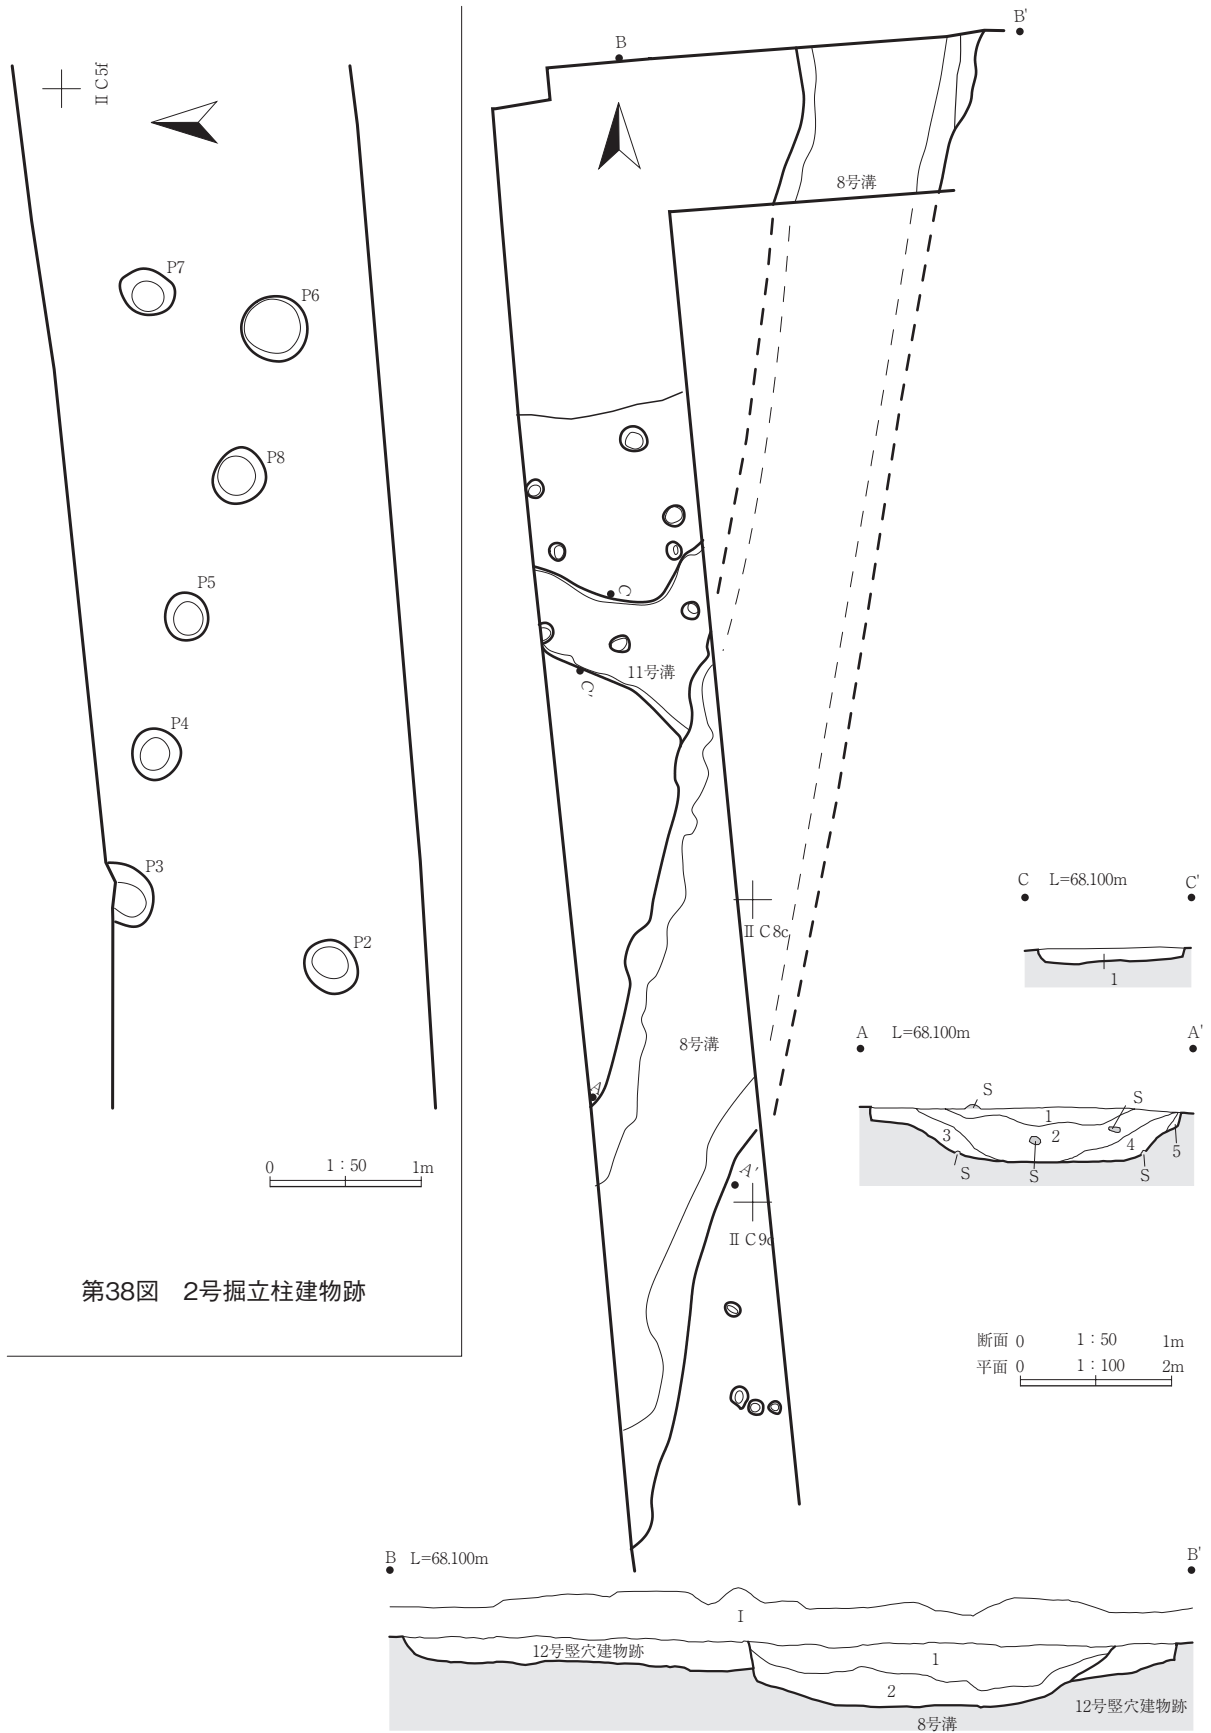 Ⅱ C 5f
P7
P6
P8
P5
P4
P3
P2
0 1：50 1m
第38図　2号掘立柱建物跡
B
B'
8号溝
C
11号溝
C'
Ⅱ C 8c
8号溝
A
A'
Ⅱ C 9c
C L=68.100m C'
1
A L=68.100m A'
S
S
1
3
2
4
5
S
S
S
断面 0 1：50 1m
平面 0 1：100 2m
B L=68.100m B'
I
12号竪穴建物跡
1
2
12号竪穴建物跡
8号溝